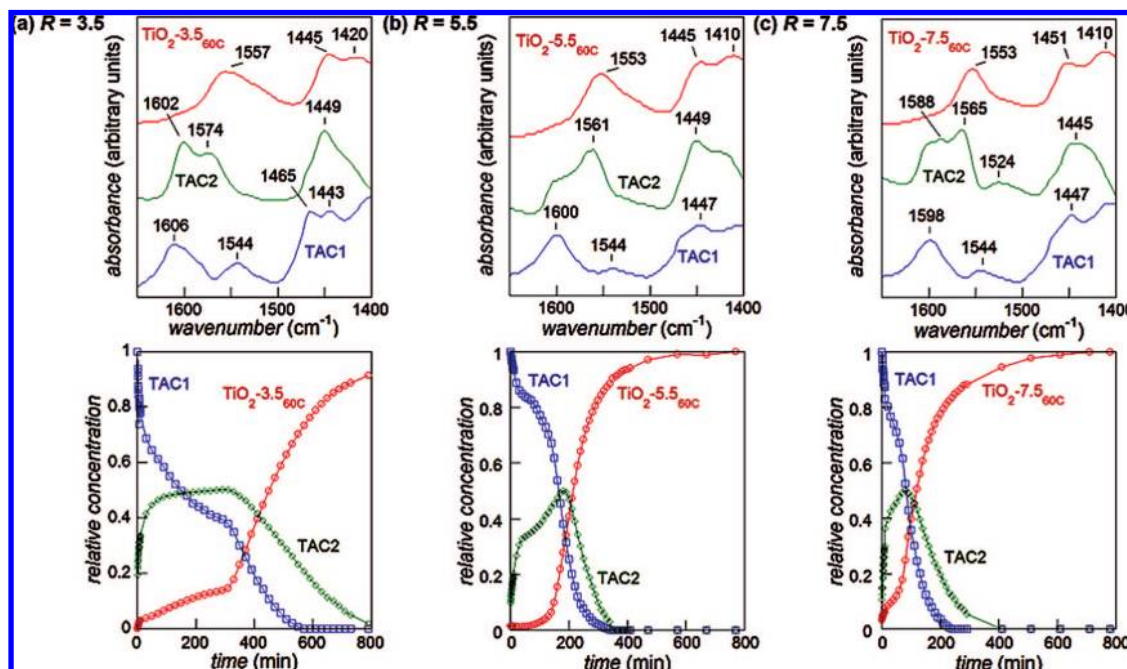 (a) R = 3.5
TiO2-3.560C
1557
1445
1420
1602
1574
1449
TAC2
1465
1443
1606
1544
TAC1
absorbance (arbitrary units)
1600
1500
1400
wavenumber (cm-1)
(b) R = 5.5
TiO2-5.560C
1553
1445
1410
1561
1449
TAC2
1600
1544
1447
TAC1
absorbance (arbitrary units)
1600
1500
1400
wavenumber (cm-1)
(c) R = 7.5
TiO2-7.560C
1553
1451
1410
1588
1565
1524
1445
TAC2
1598
1544
1447
TAC1
absorbance (arbitrary units)
1600
1500
1400
wavenumber (cm-1)
relative concentration
1
0.8
0.6
0.4
0.2
0
TAC1
TiO2-3.560C
TAC2
0
200
400
600
800
time (min)
relative concentration
1
0.8
0.6
0.4
0.2
0
TAC1
TiO2-5.560C
TAC2
0
200
400
600
800
time (min)
relative concentration
1
0.8
0.6
0.4
0.2
0
TAC1
TiO2-7.560C
TAC2
0
200
400
600
800
time (min)